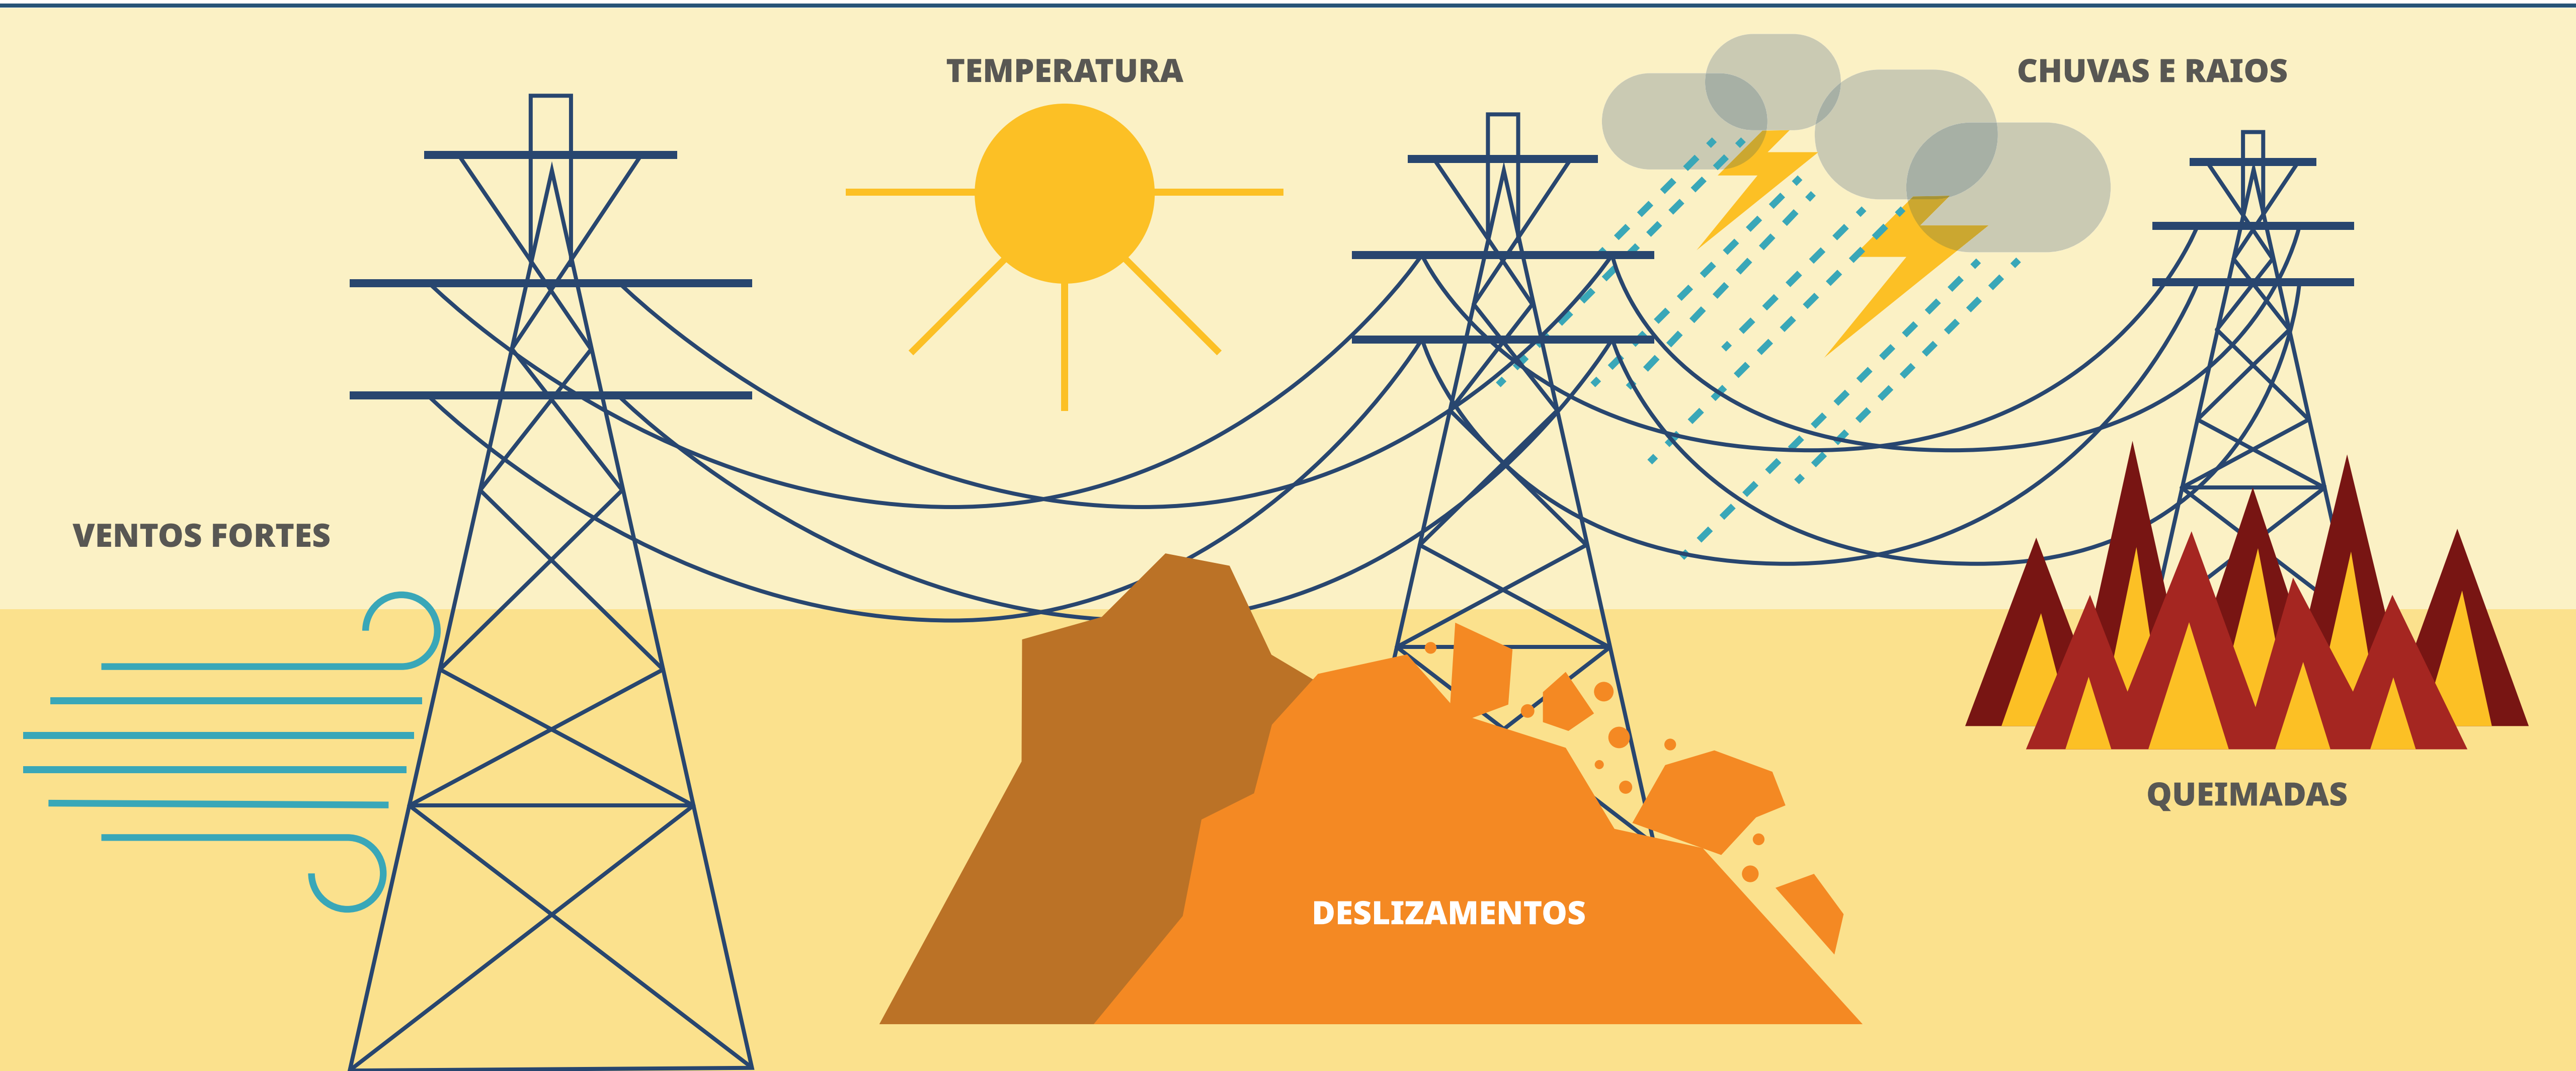 TEMPERATURA
CHUVAS E RAIOS
VENTOS FORTES
QUEIMADAS
DESLIZAMENTOS